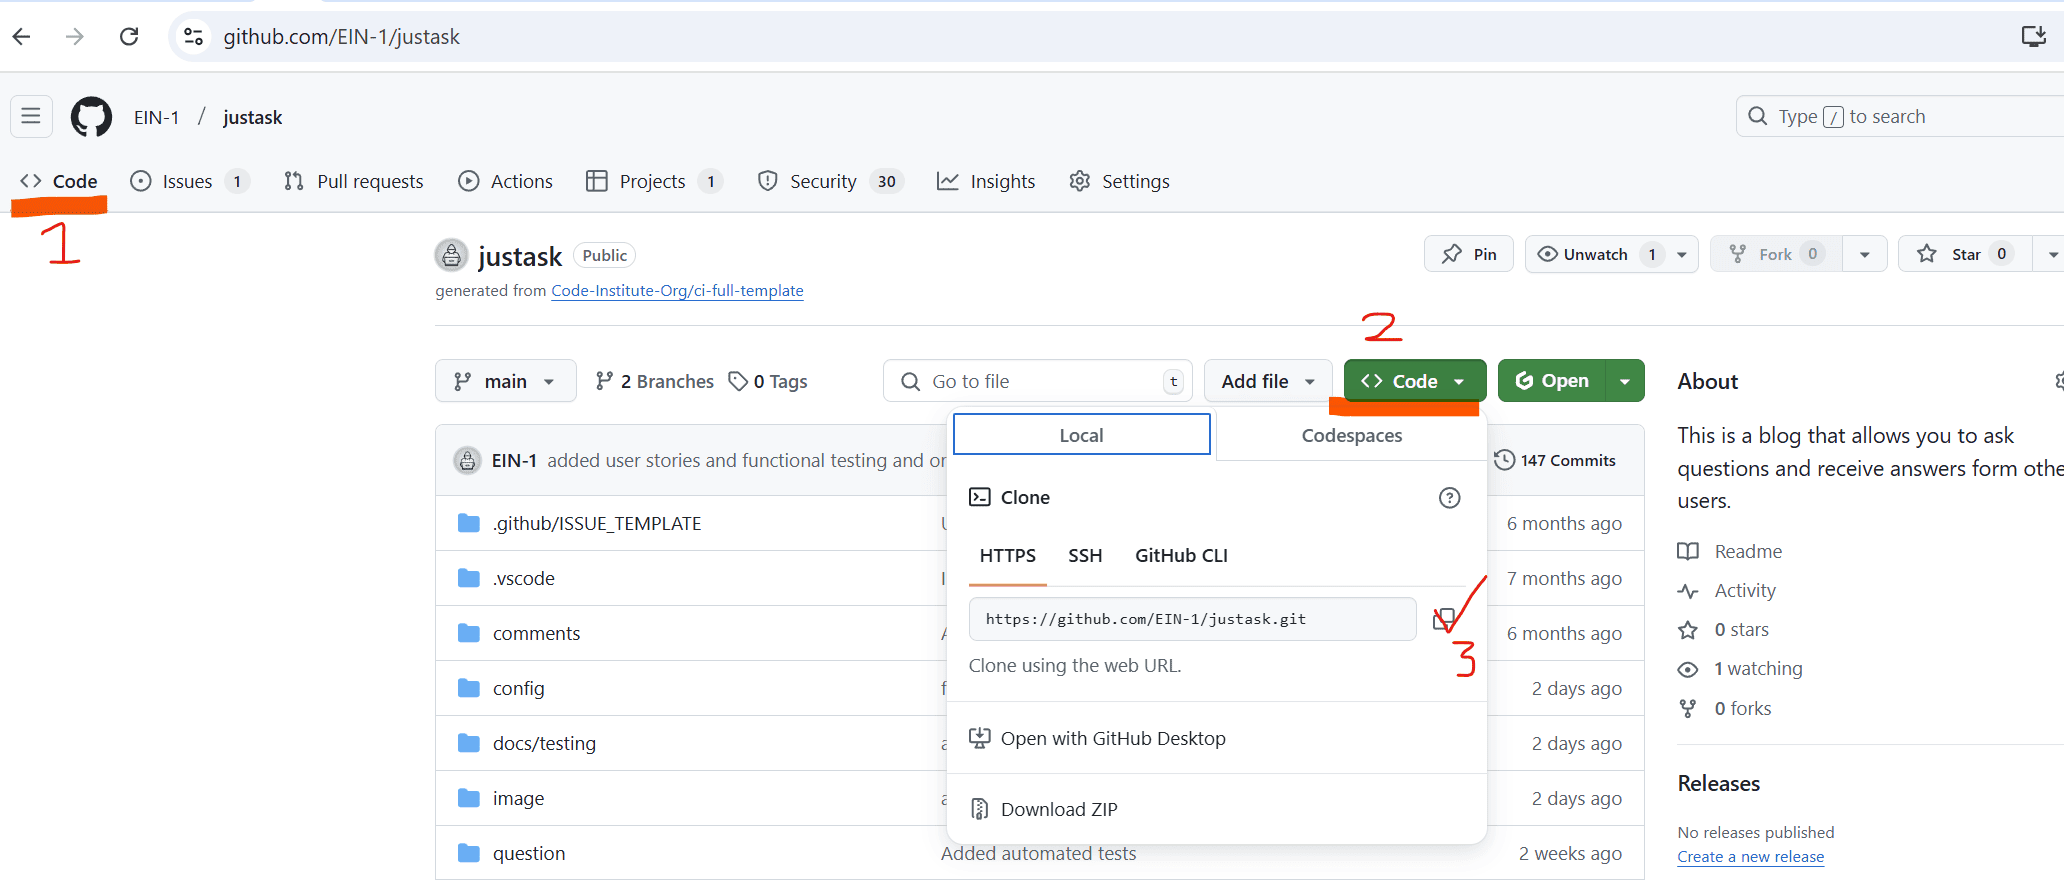 github.com/EIN-1/justask
EIN-1 / justask
Type / to search
Code Issues 1 Pull requests Actions Projects 1 Security 30 Insights Settings
1
justask Public
Pin Unwatch 1 Fork 0 Star 0
generated from Code-Institute-Org/ci-full-template
2
main 2 Branches 0 Tags Go to file t Add file Code Open
About
This is a blog that allows you to ask
questions and receive answers form othe
users.
Readme
Activity
0 stars
1 watching
0 forks
Releases
No releases published
Create a new release
Local Codespaces
Clone
HTTPS SSH GitHub CLI
https://github.com/EIN-1/justask.git
3
Clone using the web URL.
Open with GitHub Desktop
Download ZIP
EIN-1 added user stories and functional testing and 147 Commits
.github/ISSUE_TEMPLATE 6 months ago
.vscode 7 months ago
comments 6 months ago
config 2 days ago
docs/testing 2 days ago
image 2 days ago
question Added automated tests 2 weeks ago